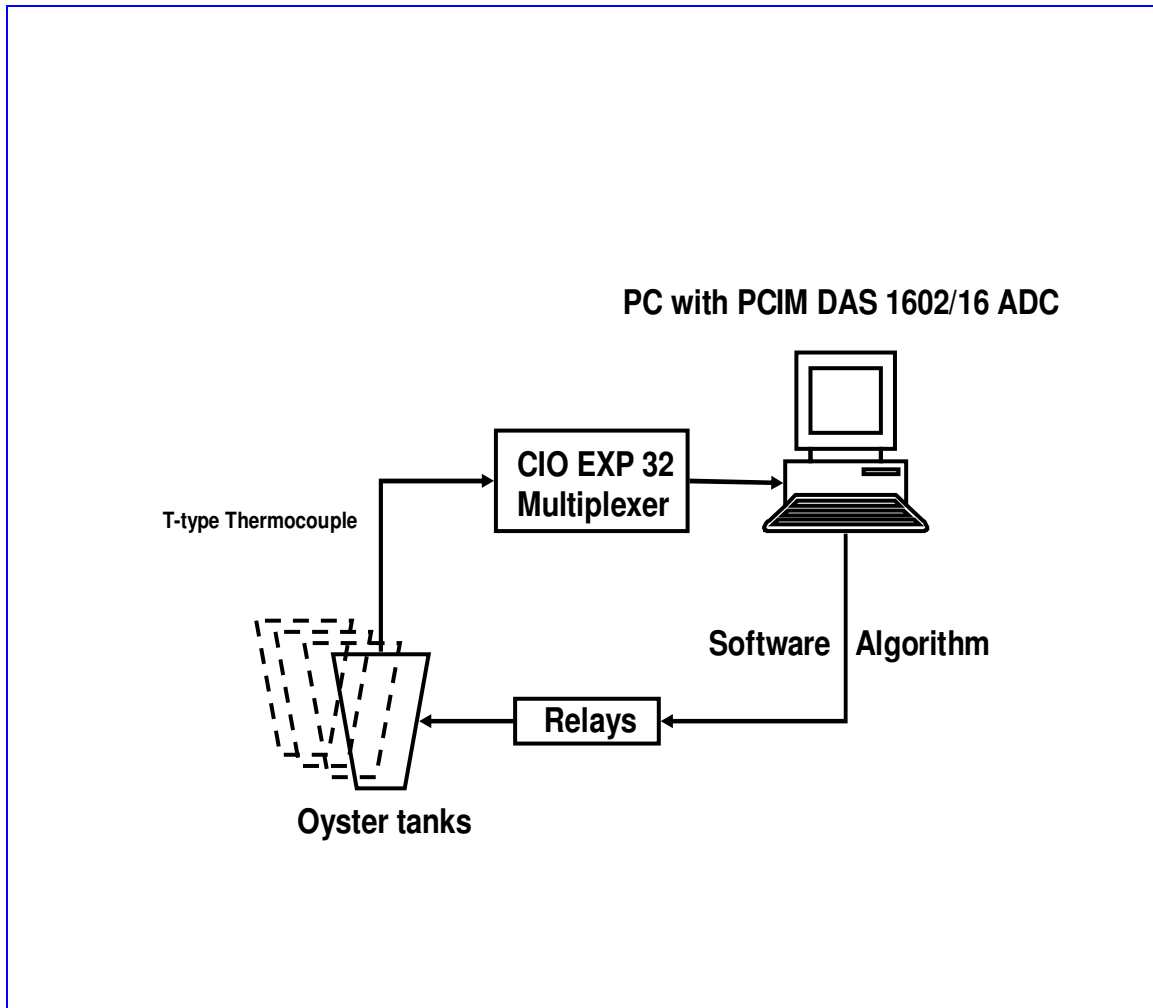 PC with PCIM DAS 1602/16 ADC
CIO EXP 32
Multiplexer
T-type Thermocouple
Software Algorithm
Relays
Oyster tanks